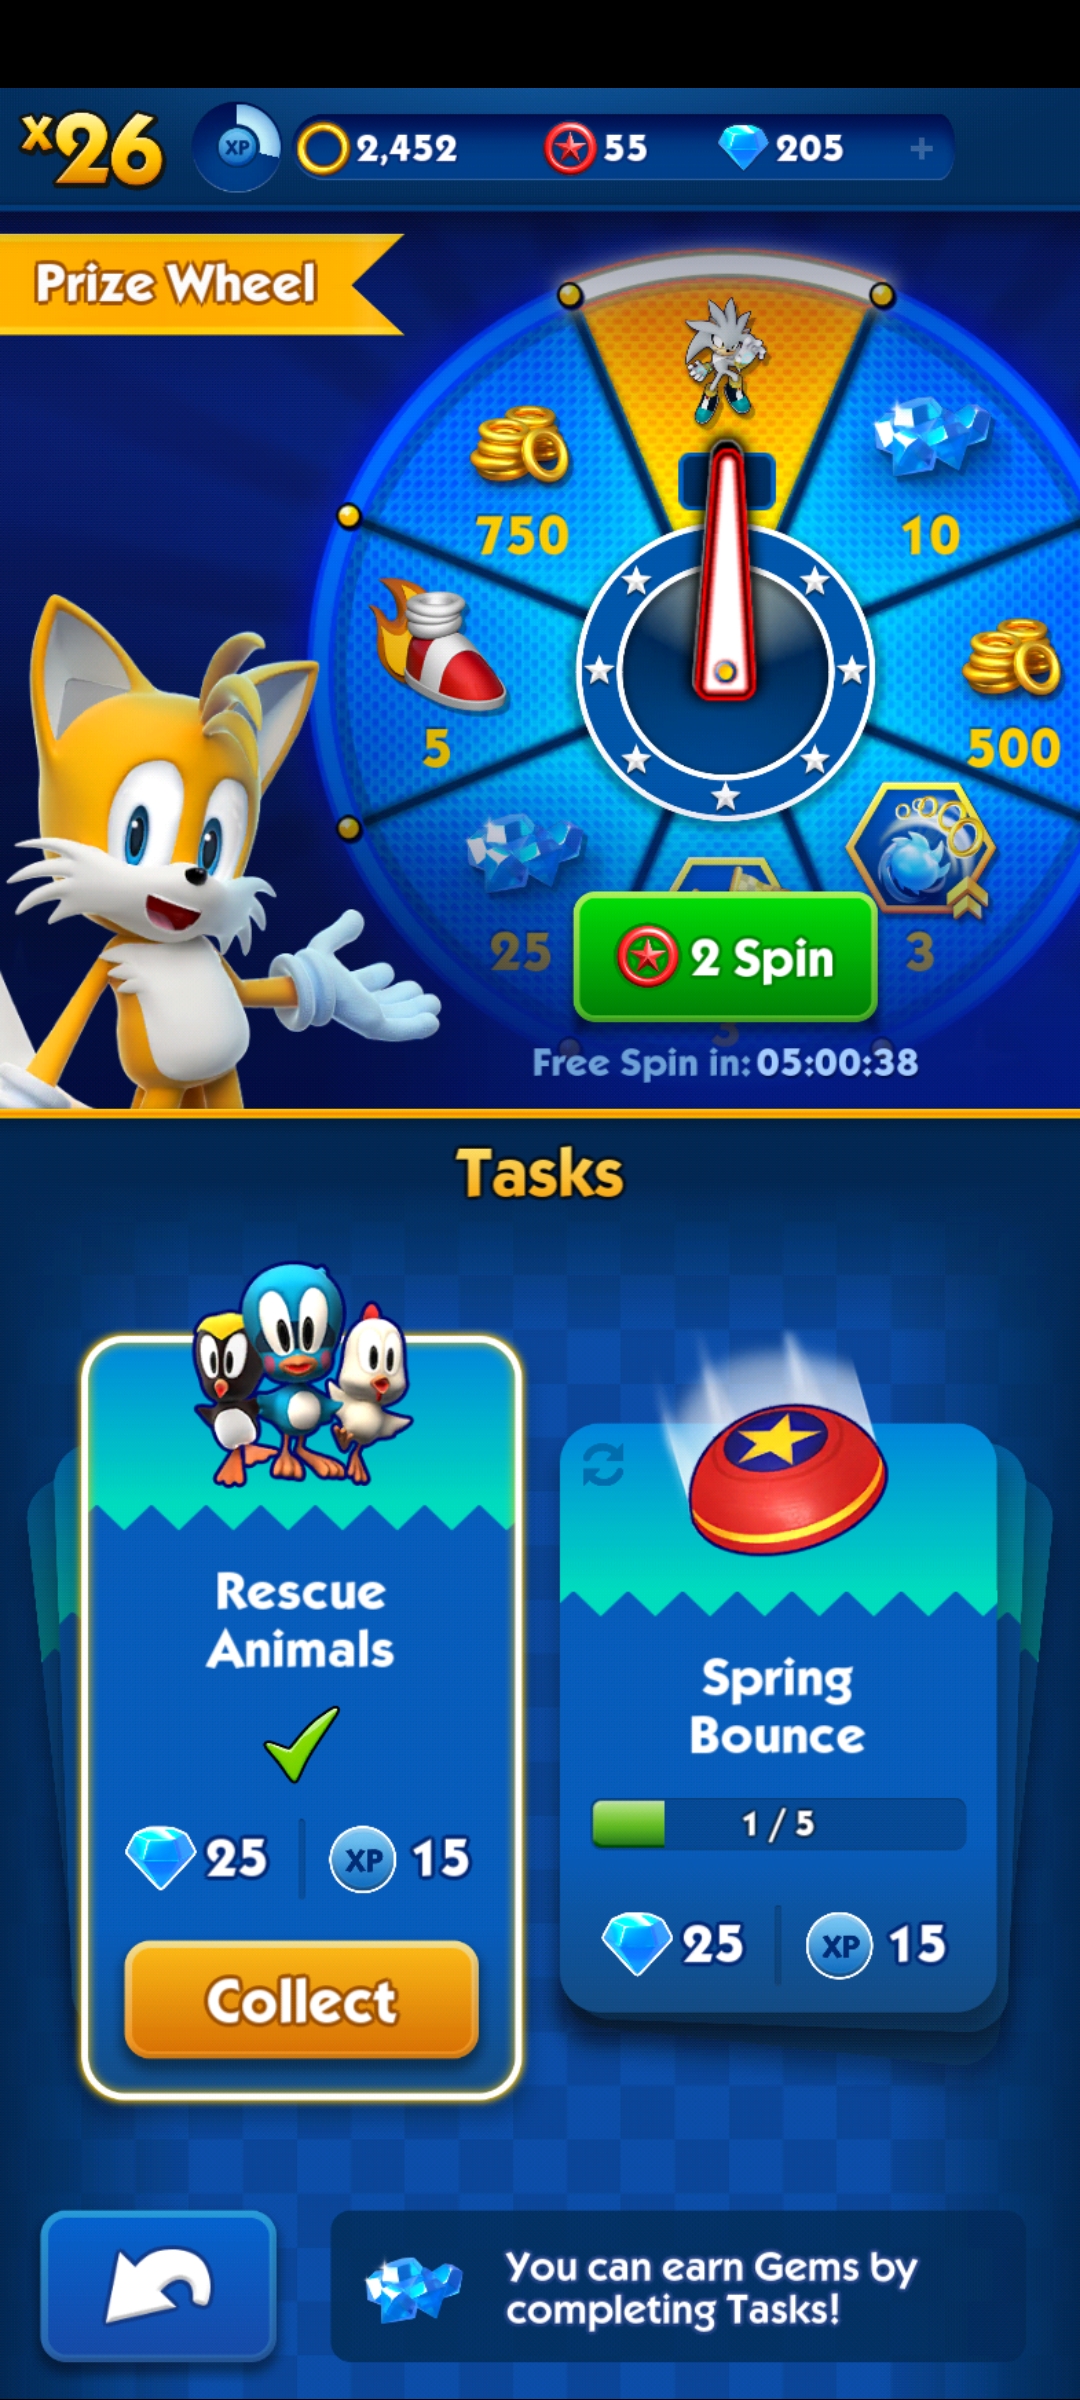 x26
XP
2,452
55
205
+
Prize Wheel
750
10
5
500
25
3
2 Spin
3
Free Spin in: 05:00:38
Tasks
Rescue
Animals
25
XP
15
Collect
Spring
Bounce
1 / 5
25
XP
15
You can earn Gems by
completing Tasks!